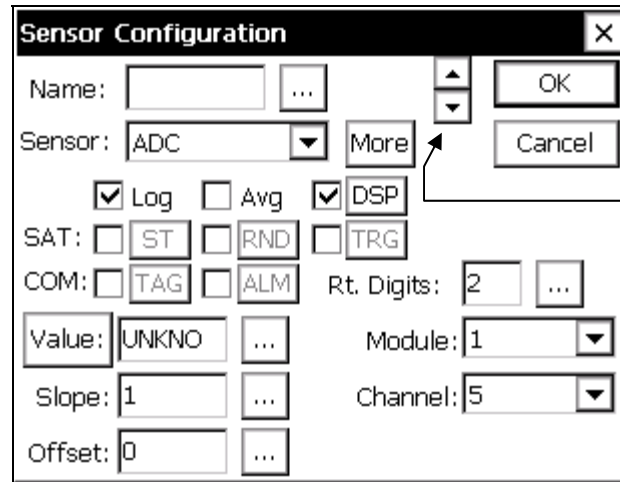 Sensor Configuration
Name: ... OK
Sensor: ADC More Cancel
Log Avg DSP
SAT: ST RND TRG
COM: TAG ALM Rt. Digits: 2 ...
Value: UNKNO ... Module: 1
Slope: 1 ... Channel: 5
Offset: 0 ...